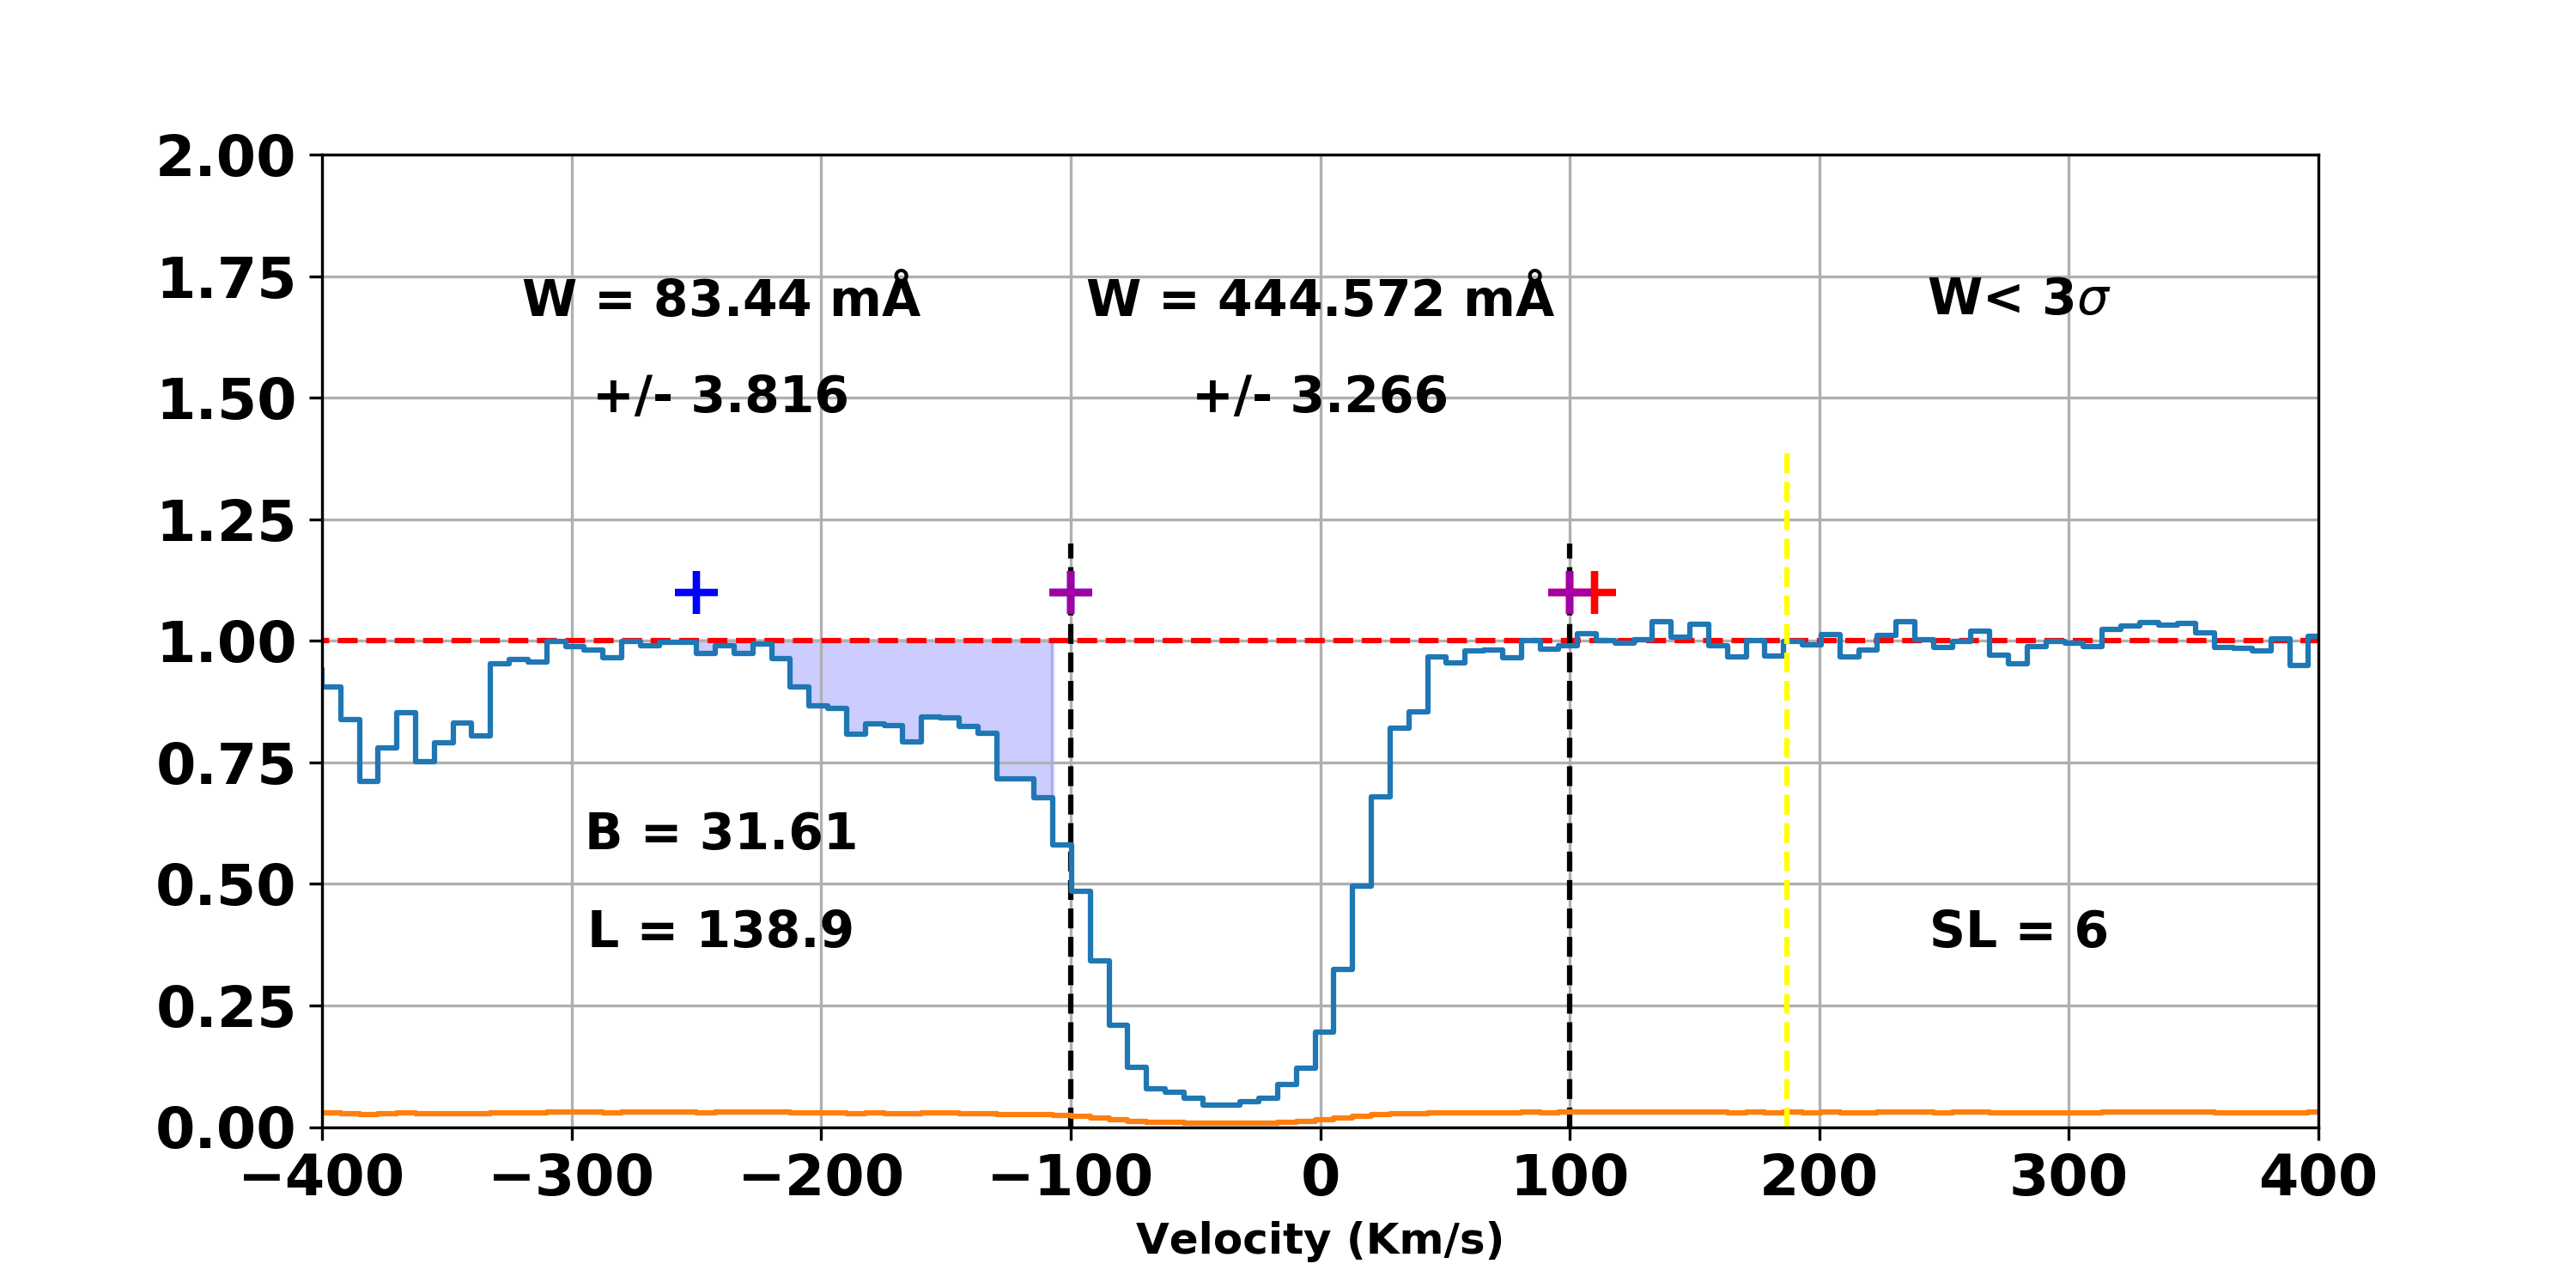 2.00
1.75
1.50
1.25
1.00
0.75
0.50
0.25
0.00
W = 83.44 mÅ
+/- 3.816
W = 444.572 mÅ
+/- 3.266
W< 3σ
B = 31.61
L = 138.9
SL = 6
−400 −300 −200 −100 0 100 200 300 400
Velocity (Km/s)